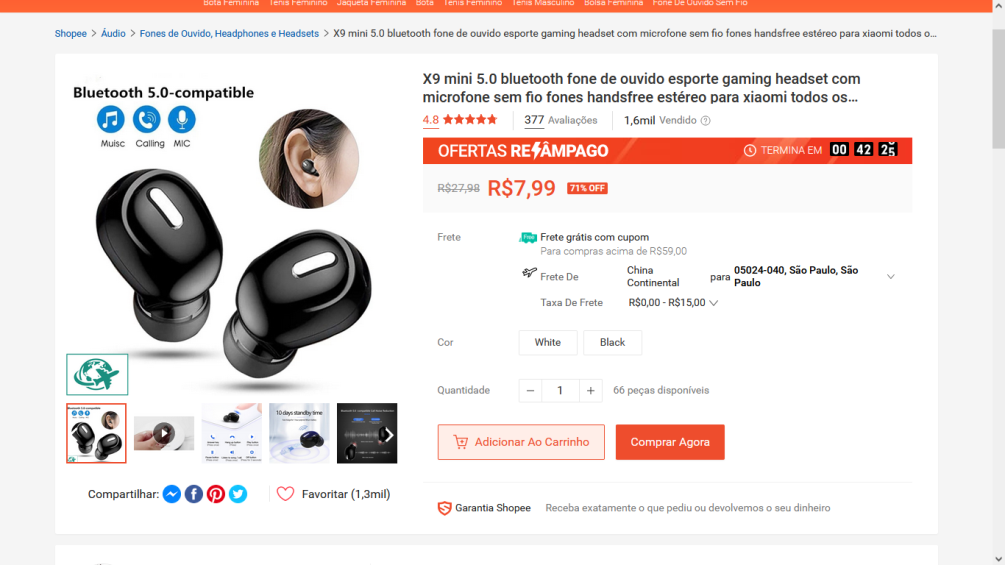 Bota Feminina Tenis Feminino Jaqueta Feminina Bota Tenis Feminino Tenis Masculino Bolsa Feminina Fone De Ouvido Sem Fio
Shopee > Áudio > Fones de Ouvido, Headphones e Headsets > X9 mini 5.0 bluetooth fone de ouvido esporte gaming headset com microfone sem fio fones handsfree estéreo para xiaomi todos o...
Bluetooth 5.0-compatible
Muisc Calling MIC
X9 mini 5.0 bluetooth fone de ouvido esporte gaming headset com
microfone sem fio fones handsfree estéreo para xiaomi todos os...
4.8 377 Avaliações 1,6mil Vendido ?
OFERTAS RELÂMPAGO TERMINA EM 00 42
R$27,98 R$7,99 71% OFF
Frete Free Frete grátis com cupom
Para compras acima de R$59,00
Frete De China Continental para 05024-040, São Paulo, São Paulo
Taxa De Frete R$0,00 - R$15,00
Cor White Black
Quantidade − 1 + 66 peças disponíveis
10 days standby time
Adicionar Ao Carrinho Comprar Agora
Compartilhar: Favoritar (1,3mil)
Garantia Shopee Receba exatamente o que pediu ou devolvemos o seu dinheiro